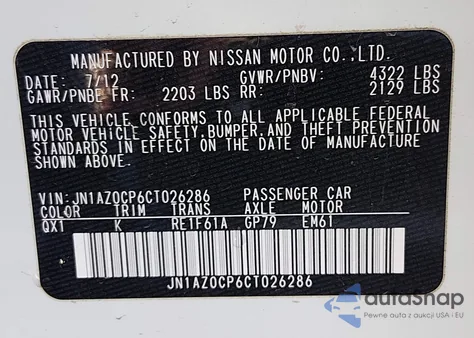 MANUFACTURED BY NISSAN MOTOR CO.,LTD.
DATE: 7/12 GVWR/PNBV: 4322 LBS
GAWR/PNBE FR: 2203 LBS RR: 2129 LBS
THIS VEHICLE CONFORMS TO ALL APPLICABLE FEDERAL
MOTOR VEHICLE SAFETY,BUMPER,AND THEFT PREVENTION
STANDARDS IN EFFECT ON THE DATE OF MANUFACTURE
SHOWN ABOVE.
VIN: JN1AZ0CP6CT026286 PASSENGER CAR
COLOR TRIM TRANS AXLE MOTOR
QX1 K RE1F61A GP79 EM61
JN1AZ0CP6CT026286
autasnap
Pewne auta z aukcji USA i EU